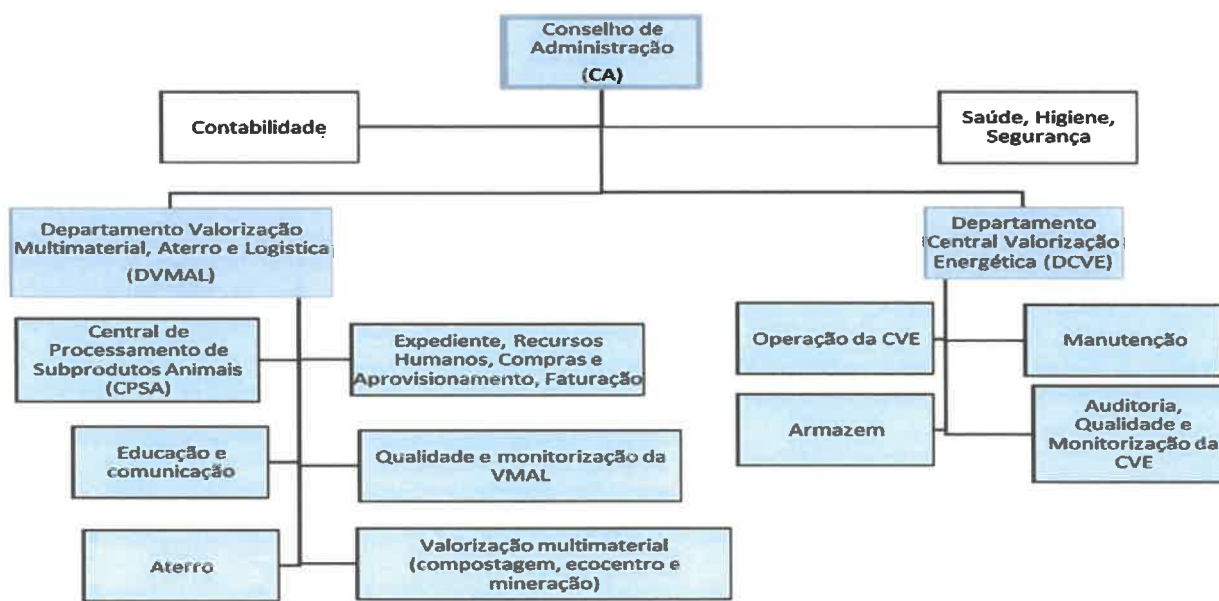 Conselho de
Administração
(CA)
Contabilidade
Saúde, Higiene,
Segurança
Departamento Valorização
Multimaterial, Aterro e Logistica
(DVMAL)
Departamento
Central Valorização
Energética (DCVE)
Central de
Processamento de
Subprodutos Animais
(CPSA)
Expediente, Recursos
Humanos, Compras e
Aprovisionamento, Faturação
Operação da CVE
Manutenção
Educação e
comunicação
Qualidade e monitorização da
VMAL
Armazem
Auditoria,
Qualidade e
Monitorização da
CVE
Aterro
Valorização multimaterial
(compostagem, ecocentro e
mineração)